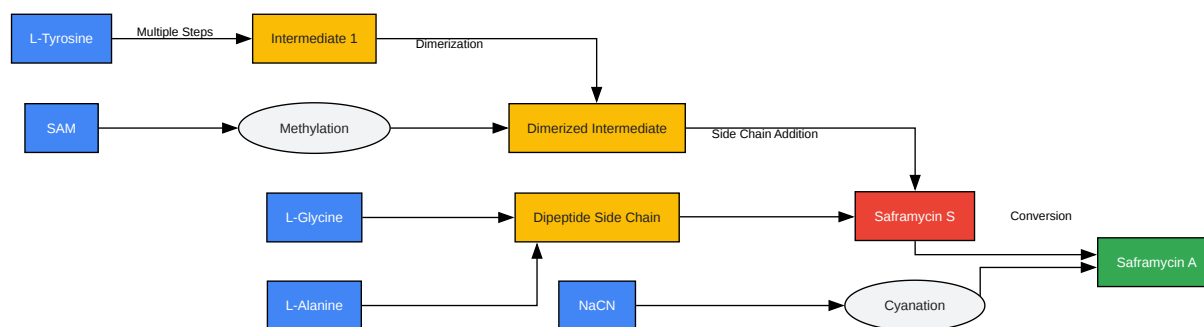 L-Tyrosine
Multiple Steps
Intermediate 1
Dimerization
SAM
Methylation
Dimerized Intermediate
Side Chain Addition
L-Glycine
Dipeptide Side Chain
Saframycin S
Conversion
Saframycin A
L-Alanine
NaCN
Cyanation